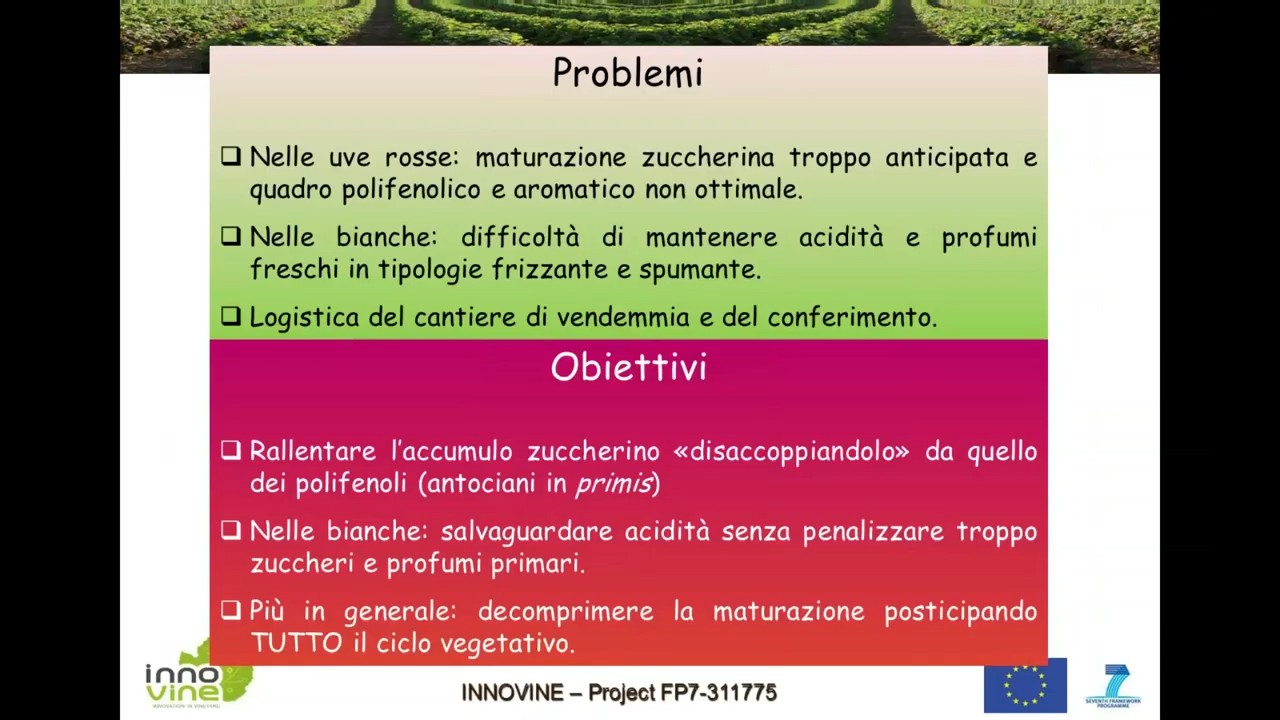 Problemi
Nelle uve rosse: maturazione zuccherina troppo anticipata e
quadro polifenolico e aromatico non ottimale.
Nelle bianche: difficoltà di mantenere acidità e profumi
freschi in tipologie frizzante e spumante.
Logistica del cantiere di vendemmia e del conferimento.
Obiettivi
Rallentare l'accumulo zuccherino «disaccoppiandolo» da quello
dei polifenoli (antociani in primis)
Nelle bianche: salvaguardare acidità senza penalizzare troppo
zuccheri e profumi primari.
Più in generale: decomprimere la maturazione posticipando
TUTTO il ciclo vegetativo.
inno
vine
INNOVATION IN VINEYARD
INNOVINE – Project FP7-311775
SEVENTH FRAMEWORK
PROGRAMME